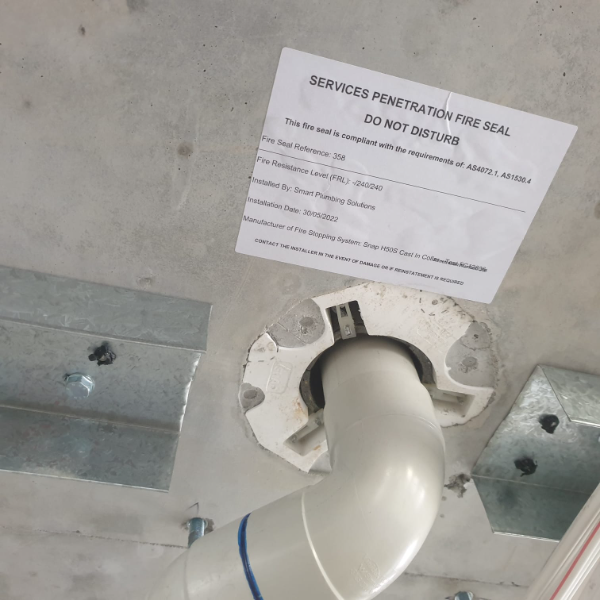 SERVICES PENETRATION FIRE SEAL
DO NOT DISTURB
This fire seal is compliant with the requirements of: AS4072.1, AS1530.4
Fire Seal Reference: 358
Fire Resistance Level (FRL): -/240/240
Installed By: Smart Plumbing Solutions
Installation Date: 30/05/2022
Manufacturer of Fire Stopping System: Snap H50S Cast In Collar
CONTACT THE INSTALLER IN THE EVENT OF DAMAGE OR IF REINSTATEMENT IS REQUIRED